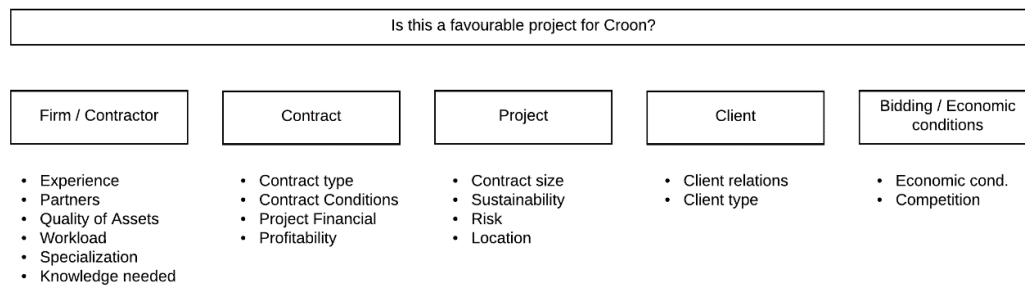 Is this a favourable project for Croon?
Firm / Contractor
Contract
Project
Client
Bidding / Economic
conditions
• Experience
• Partners
• Quality of Assets
• Workload
• Specialization
• Knowledge needed
• Contract type
• Contract Conditions
• Project Financial
• Profitability
• Contract size
• Sustainability
• Risk
• Location
• Client relations
• Client type
• Economic cond.
• Competition